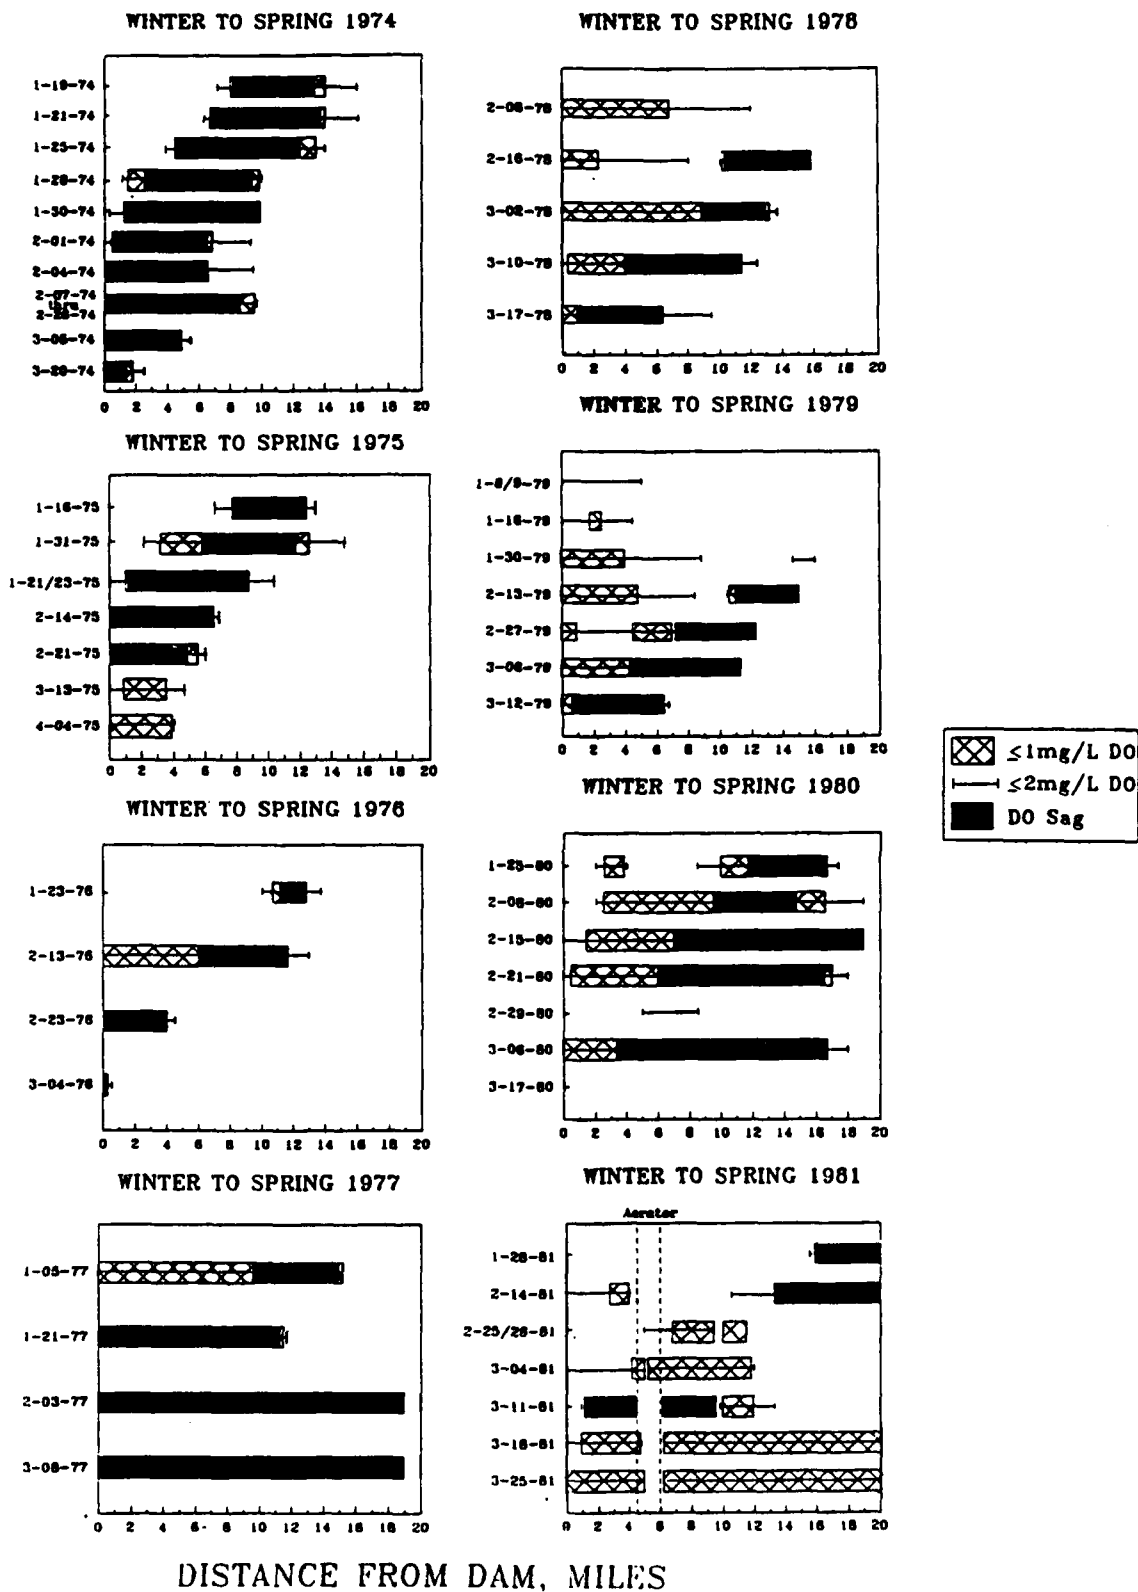 WINTER TO SPRING 1974
1-19-74
1-21-74
1-25-74
1-28-74
1-30-74
2-01-74
2-04-74
2-07-74
thru
2-28-74
3-06-74
3-29-74
0 2 4 6 8 10 12 14 16 18 20
WINTER TO SPRING 1975
1-16-75
1-31-75
1-21/23-75
2-14-75
2-21-75
3-13-75
4-04-75
0 2 4 6 8 10 12 14 16 18 20
WINTER TO SPRING 1976
1-23-76
2-13-76
2-23-76
3-04-76
0 2 4 6 8 10 12 14 16 18 20
WINTER TO SPRING 1977
1-05-77
1-21-77
2-03-77
3-08-77
0 2 4 6 8 10 12 14 16 18 20
WINTER TO SPRING 1978
2-08-78
2-16-78
3-02-78
3-10-78
3-17-78
0 2 4 6 8 10 12 14 16 18 20
WINTER TO SPRING 1979
1-8/9-79
1-16-79
1-30-79
2-13-79
2-27-79
3-06-79
3-12-79
0 2 4 6 8 10 12 14 16 18 20
WINTER TO SPRING 1980
1-25-80
2-08-80
2-15-80
2-21-80
2-29-80
3-06-80
3-17-80
0 2 4 6 8 10 12 14 16 18 20
WINTER TO SPRING 1981
Aerator
1-28-81
2-14-81
2-25/26-81
3-04-81
3-11-81
3-18-81
3-25-81
0 2 4 6 8 10 12 14 16 18 20
≤1mg/L DO
≤2mg/L DO
DO Sag
DISTANCE FROM DAM, MILES